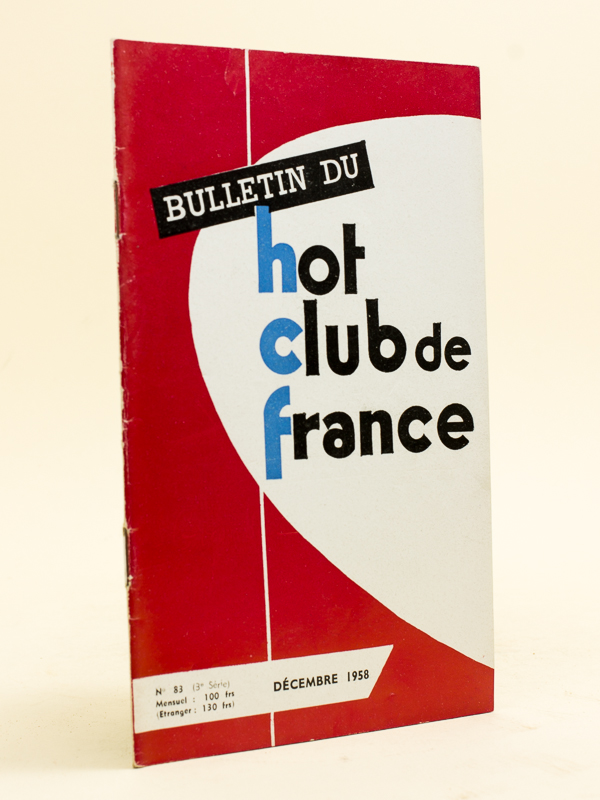 BULLETIN DU
hot
club de
france
N° 83 (3e Série)
Mensuel : 100 frs
(Etranger : 130 frs)
DÉCEMBRE 1958